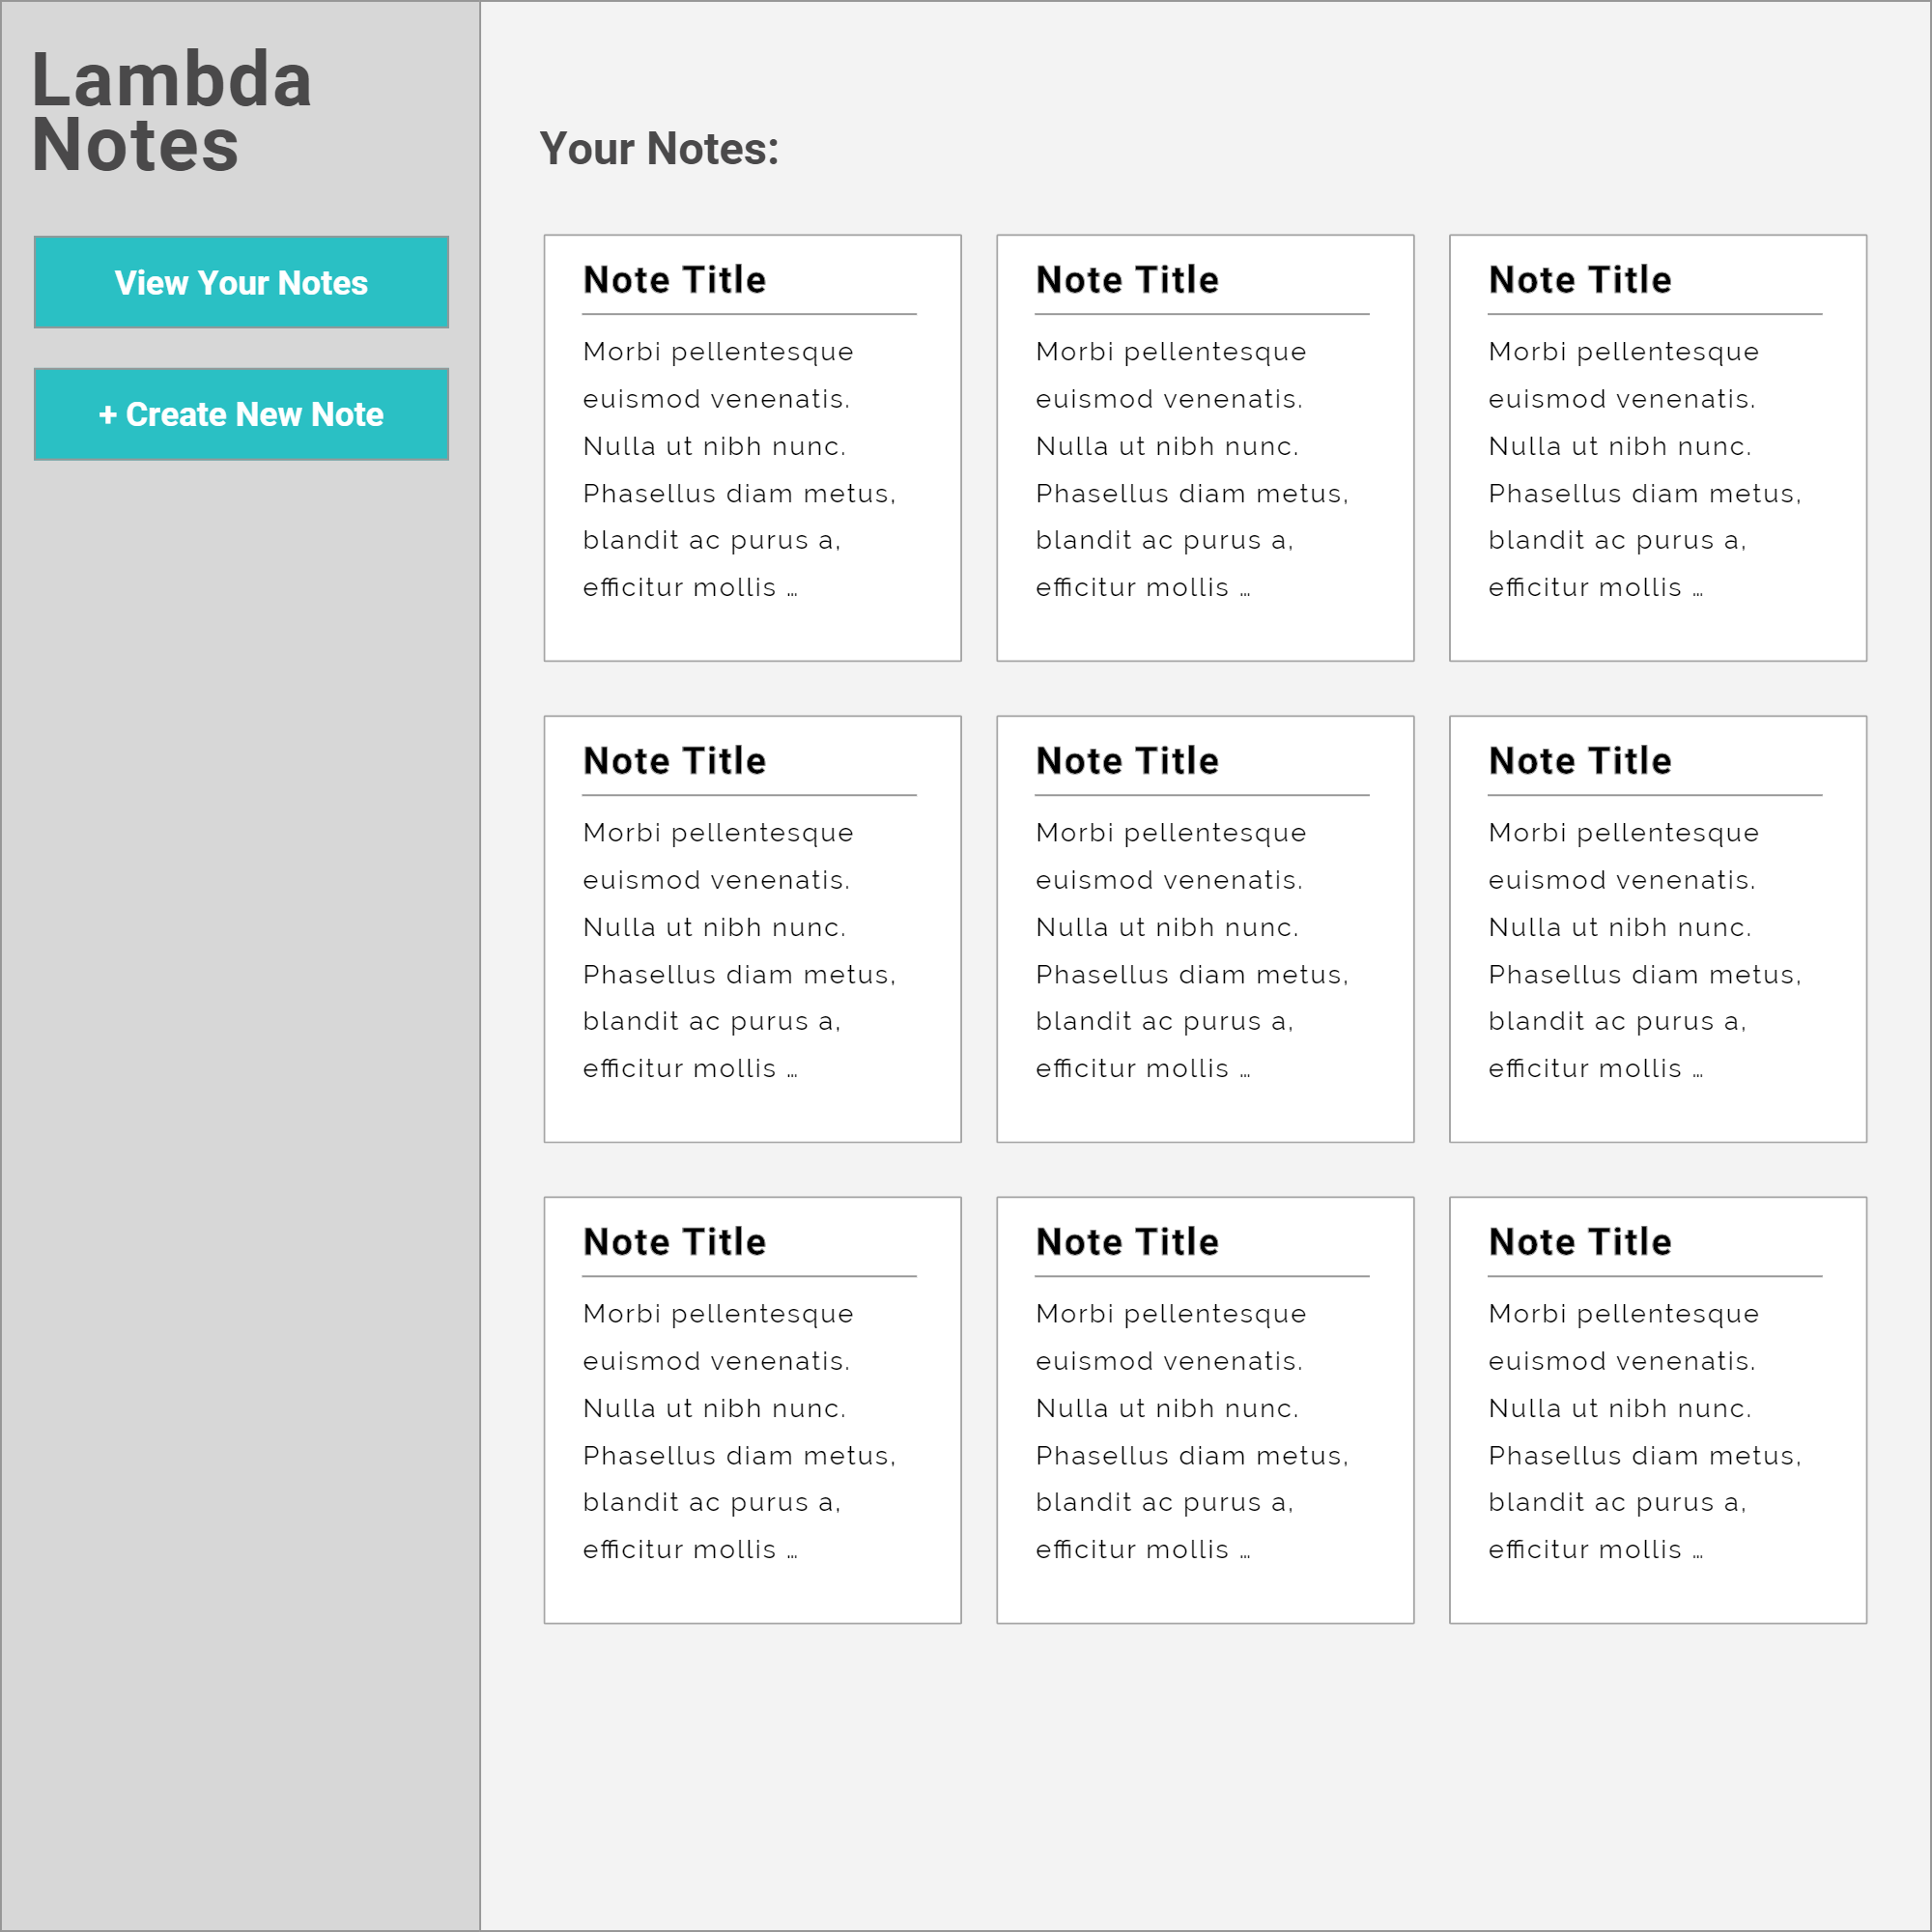 Lambda
Notes
View Your Notes
+ Create New Note
Your Notes:
Note Title
Morbi pellentesque
euismod venenatis.
Nulla ut nibh nunc.
Phasellus diam metus,
blandit ac purus a,
efficitur mollis …
Note Title
Morbi pellentesque
euismod venenatis.
Nulla ut nibh nunc.
Phasellus diam metus,
blandit ac purus a,
efficitur mollis …
Note Title
Morbi pellentesque
euismod venenatis.
Nulla ut nibh nunc.
Phasellus diam metus,
blandit ac purus a,
efficitur mollis …
Note Title
Morbi pellentesque
euismod venenatis.
Nulla ut nibh nunc.
Phasellus diam metus,
blandit ac purus a,
efficitur mollis …
Note Title
Morbi pellentesque
euismod venenatis.
Nulla ut nibh nunc.
Phasellus diam metus,
blandit ac purus a,
efficitur mollis …
Note Title
Morbi pellentesque
euismod venenatis.
Nulla ut nibh nunc.
Phasellus diam metus,
blandit ac purus a,
efficitur mollis …
Note Title
Morbi pellentesque
euismod venenatis.
Nulla ut nibh nunc.
Phasellus diam metus,
blandit ac purus a,
efficitur mollis …
Note Title
Morbi pellentesque
euismod venenatis.
Nulla ut nibh nunc.
Phasellus diam metus,
blandit ac purus a,
efficitur mollis …
Note Title
Morbi pellentesque
euismod venenatis.
Nulla ut nibh nunc.
Phasellus diam metus,
blandit ac purus a,
efficitur mollis …